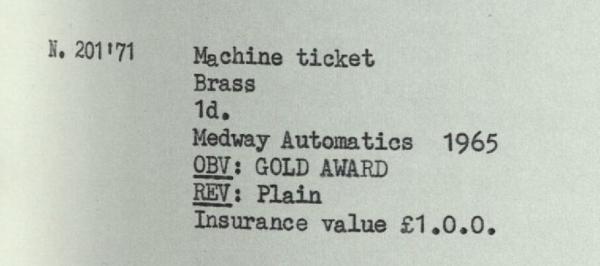 N. 201'71
Machine ticket
Brass
1d.
Medway Automatics 1965
OBV: GOLD AWARD
REV: Plain
Insurance value £1.0.0.